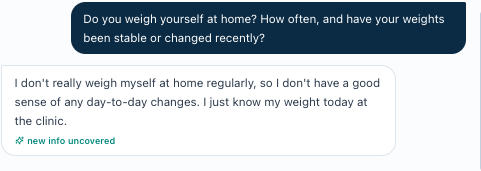 Do you weigh yourself at home? How often, and have your weights
been stable or changed recently?
I don't really weigh myself at home regularly, so I don't have a good
sense of any day-to-day changes. I just know my weight today at
the clinic.
new info uncovered